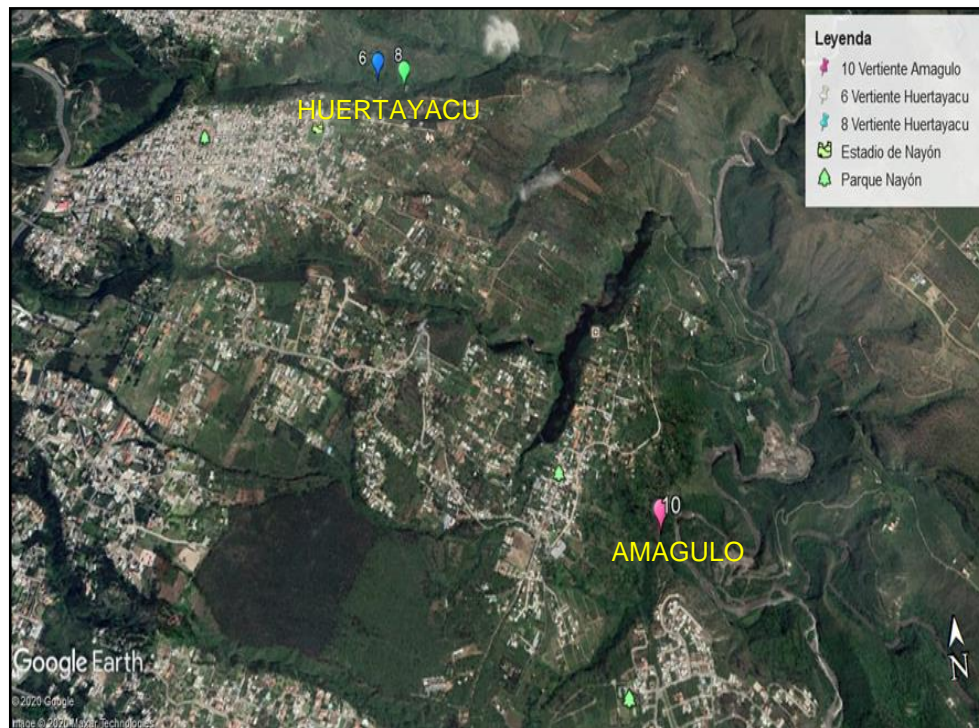 Leyenda
10 Vertiente Amagulo
6 Vertiente Huertayacu
8 Vertiente Huertayacu
Estadio de Nayón
Parque Nayón
6
8
HUERTAYACU
10
AMAGULO
Google Earth
N
© 2020 Google
Image © 2020 Maxar Technologies